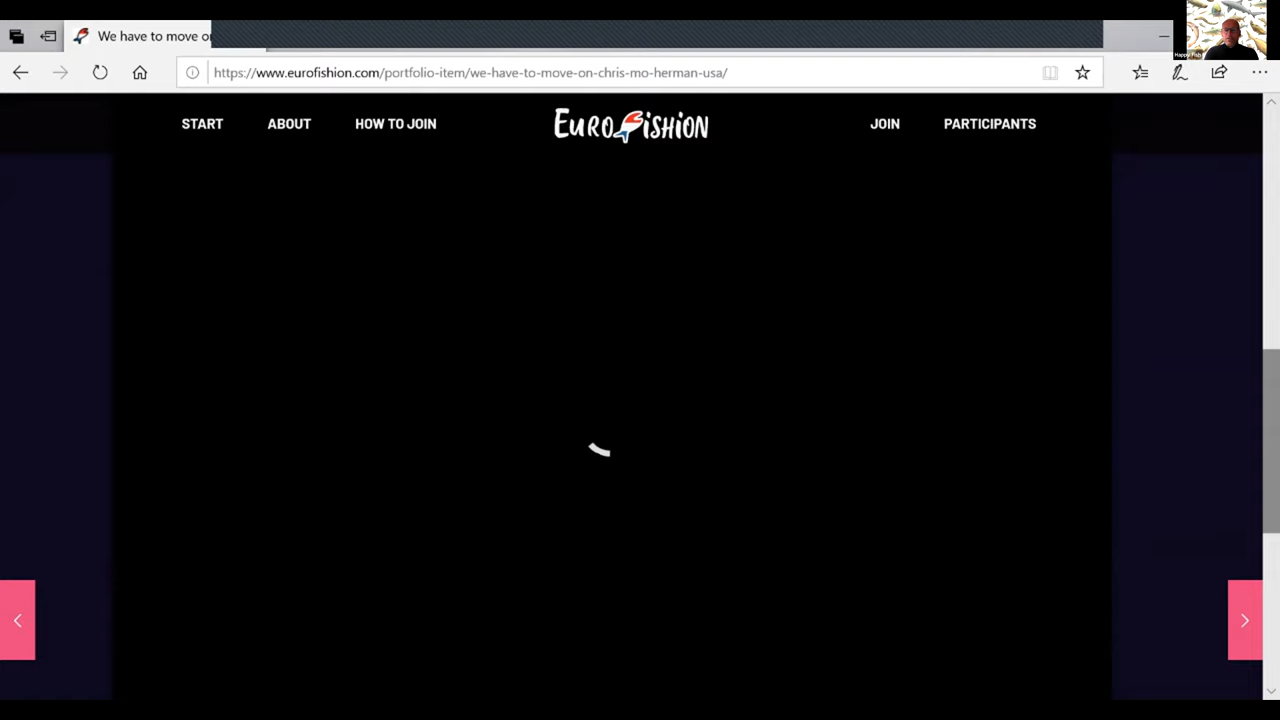 We have to move o
https://www.eurofishion.com/portfolio-item/we-have-to-move-on-chris-mo-herman-usa/
START ABOUT HOW TO JOIN EUROFISHION JOIN PARTICIPANTS